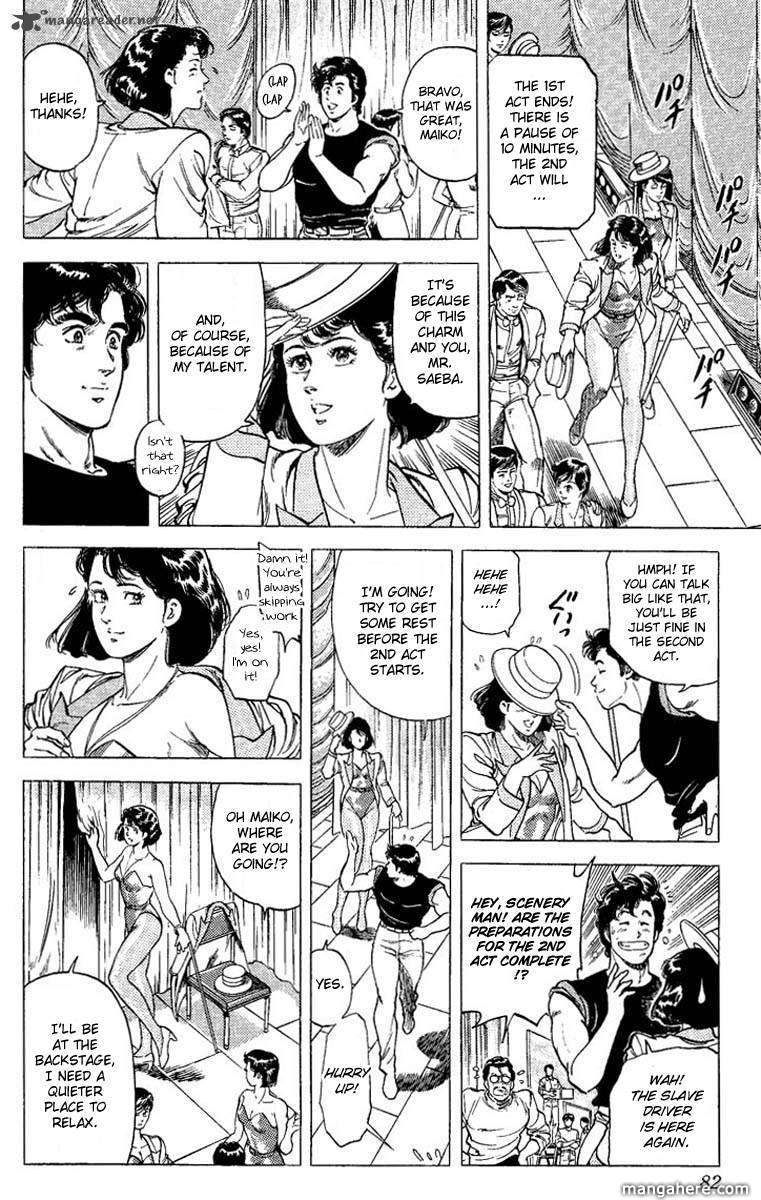 mangareader.net
THE 1ST
ACT ENDS!
THERE IS
A PAUSE OF
10 MINUTES,
THE 2ND
ACT WILL
...
パチ
パチ
パチ
パチ
BRAVO,
THAT WAS
GREAT,
MAIKO!
CLAP
CLAP
HEHE,
THANKS!
IT'S
BECAUSE
OF THIS
CHARM
AND YOU,
MR.
SAEBA.
AND,
OF COURSE,
BECAUSE OF
MY TALENT.
Isn't
that
right?
HMPH! IF
YOU CAN TALK
BIG LIKE THAT,
YOU'LL BE
JUST FINE IN
THE SECOND
ACT.
ぐいっ
HEHE
HEHE
...!
HEY, SCENERY
MAN! ARE THE
PREPARATIONS
FOR THE 2ND
ACT COMPLETE
!?
WAH!
THE SLAVE
DRIVER
IS HERE
AGAIN.
I'M GOING!
TRY TO GET
SOME REST
BEFORE THE
2ND ACT
STARTS.
YES.
HURRY
UP!
Damn it!
You're
always
skipping
work
Yes,
yes!
I'm on
it!
OH MAIKO,
WHERE
ARE YOU
GOING!?
I'LL BE
AT THE
BACKSTAGE,
I NEED A
QUIETER
PLACE TO
RELAX.
82
mangahere.com